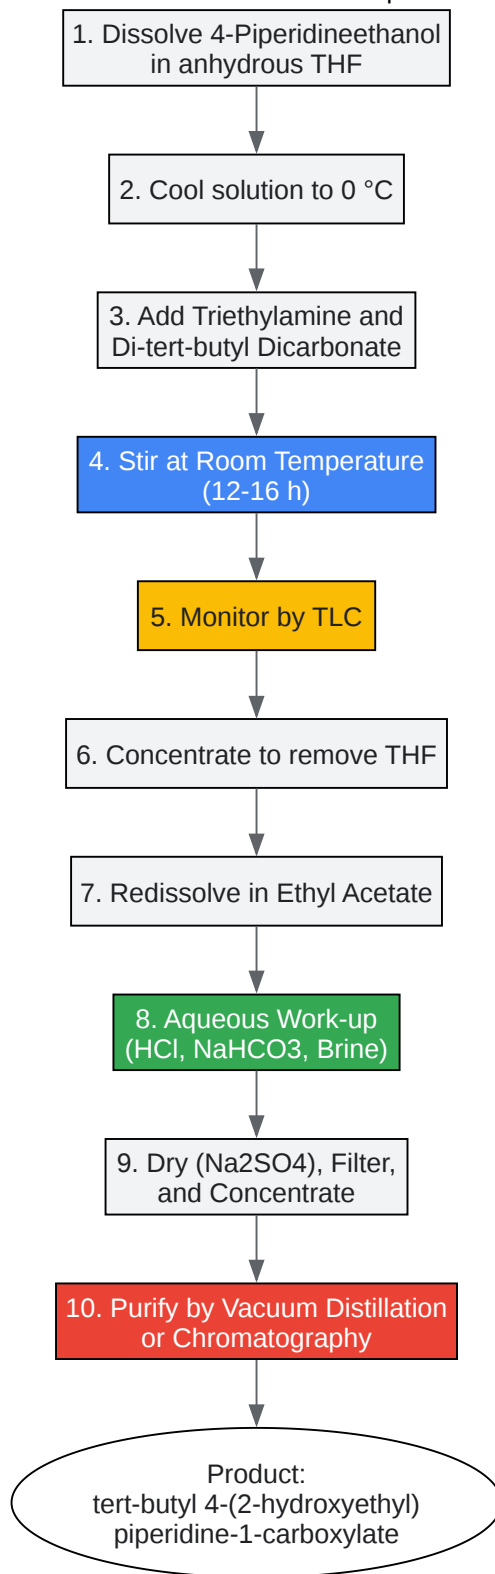 1. Dissolve 4-Piperidineethanol
in anhydrous THF
2. Cool solution to 0 °C
3. Add Triethylamine and
Di-tert-butyl Dicarbonate
4. Stir at Room Temperature
(12-16 h)
5. Monitor by TLC
6. Concentrate to remove THF
7. Redissolve in Ethyl Acetate
8. Aqueous Work-up
(HCl, NaHCO3, Brine)
9. Dry (Na2SO4), Filter,
and Concentrate
10. Purify by Vacuum Distillation
or Chromatography
Product:
tert-butyl 4-(2-hydroxyethyl)
piperidine-1-carboxylate